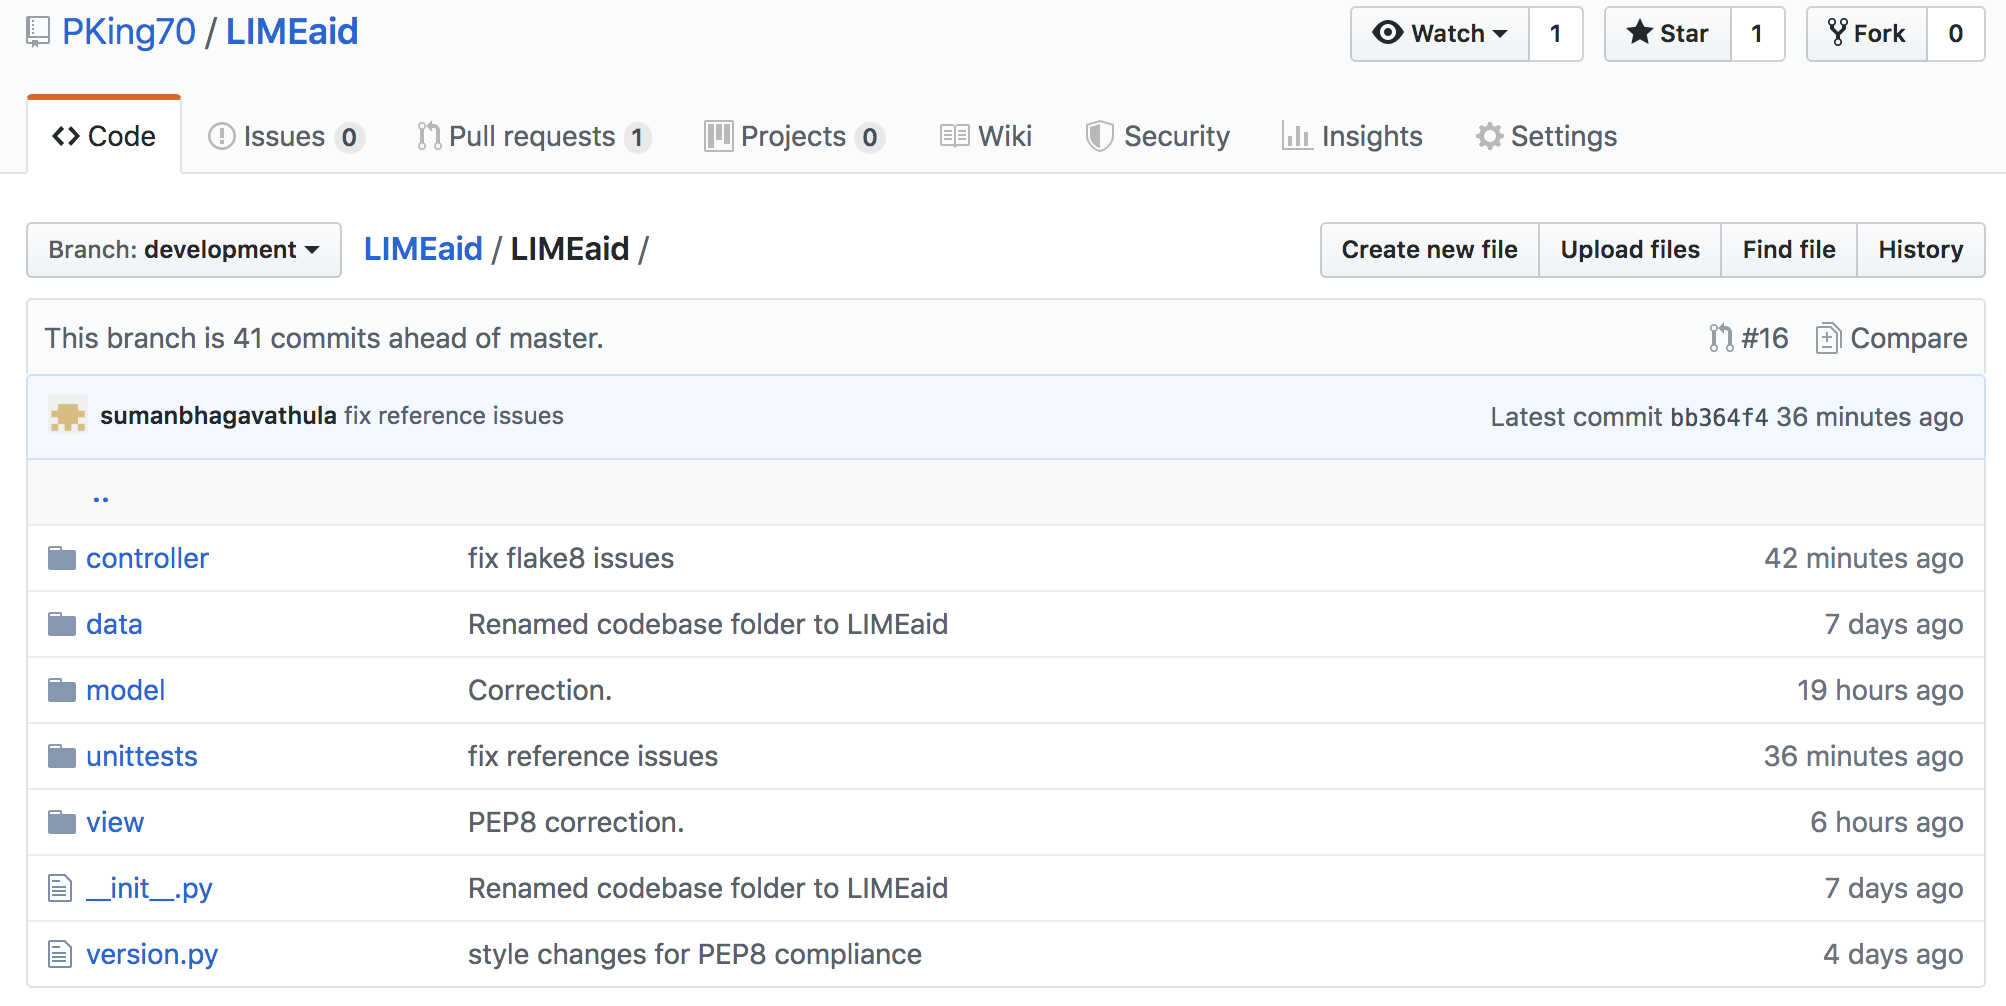 PKing70 / LIMEaid Watch 1 Star 1 Fork 0
Code Issues 0 Pull requests 1 Projects 0 Wiki Security Insights Settings
Branch: development LIMEaid / LIMEaid / Create new file Upload files Find file History
This branch is 41 commits ahead of master. #16 Compare
sumanbhagavathula fix reference issues Latest commit bb364f4 36 minutes ago
..
controller fix flake8 issues 42 minutes ago
data Renamed codebase folder to LIMEaid 7 days ago
model Correction. 19 hours ago
unittests fix reference issues 36 minutes ago
view PEP8 correction. 6 hours ago
__init__.py Renamed codebase folder to LIMEaid 7 days ago
version.py style changes for PEP8 compliance 4 days ago